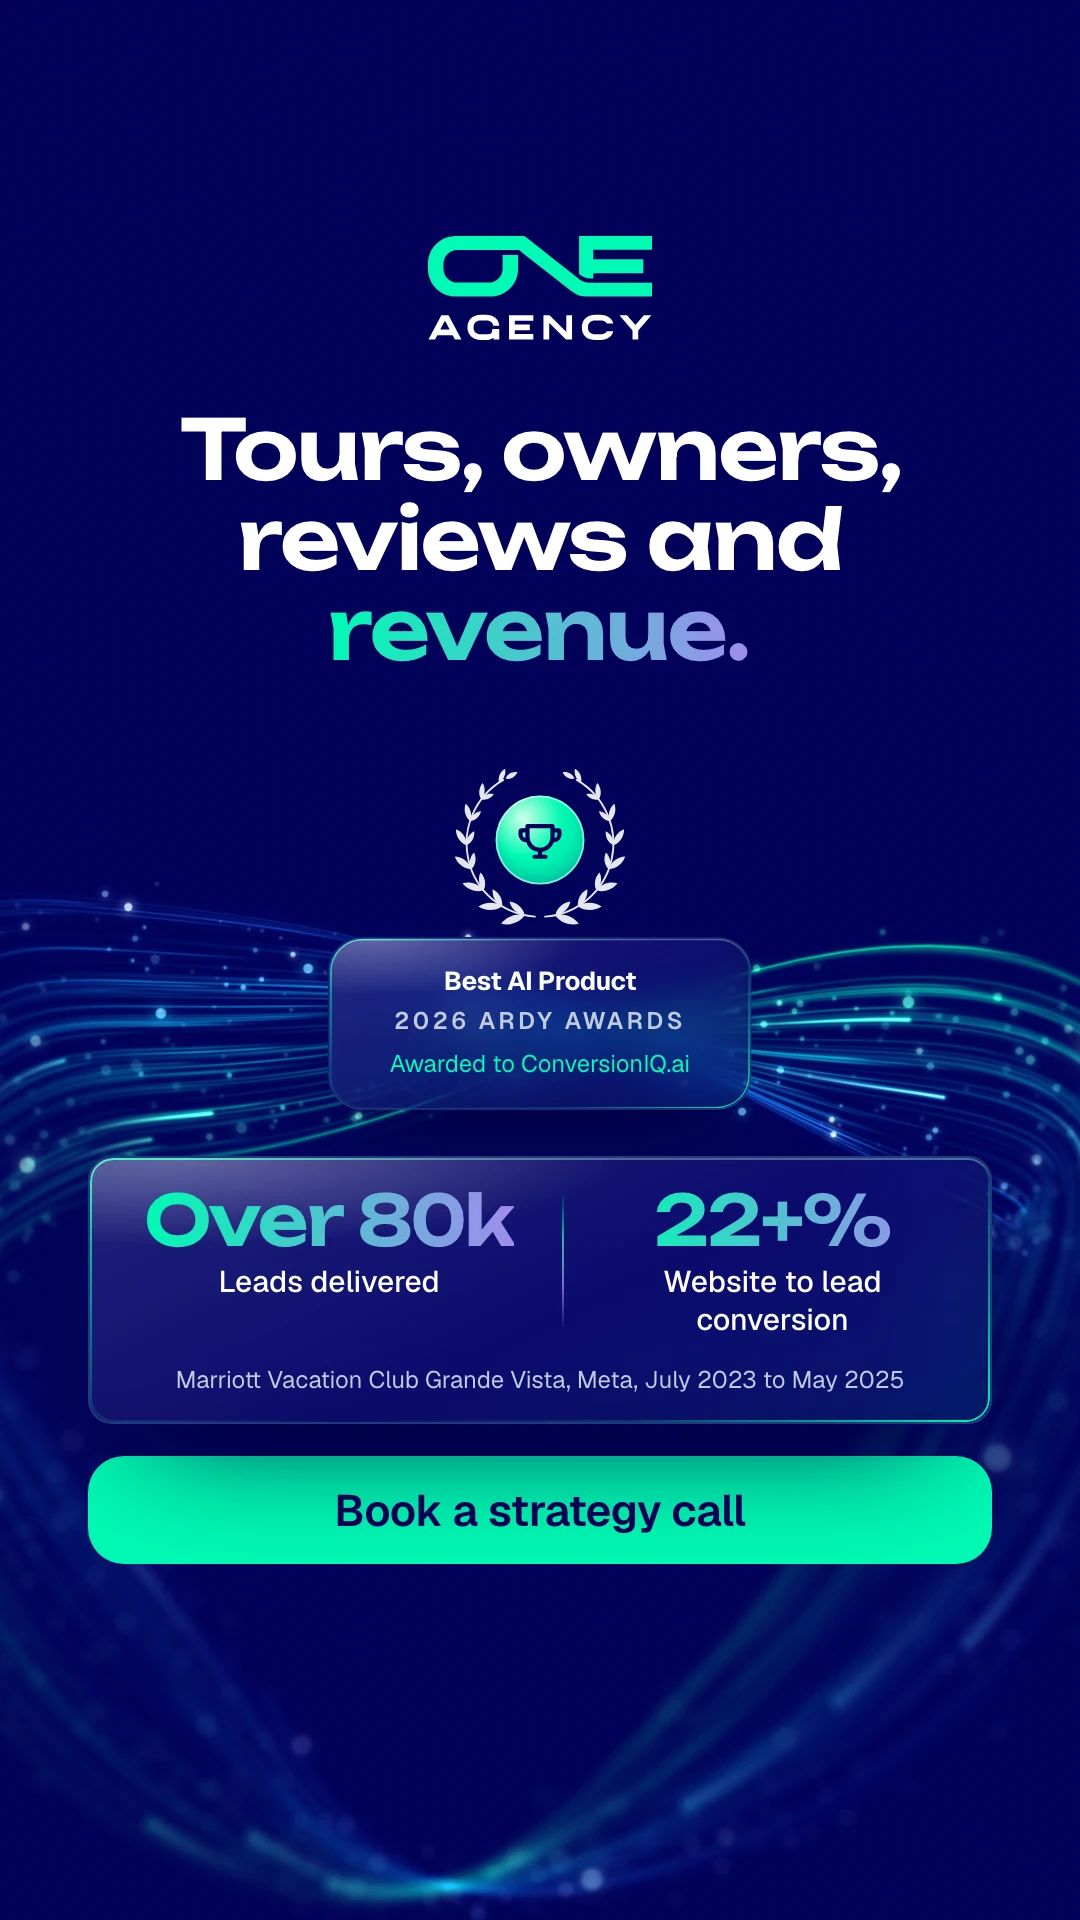 ONE
AGENCY
Tours, owners,
reviews and
revenue.
Best AI Product
2026 ARDY AWARDS
Awarded to ConversionIQ.ai
Over 80k
Leads delivered
22+%
Website to lead
conversion
Marriott Vacation Club Grande Vista, Meta, July 2023 to May 2025
Book a strategy call